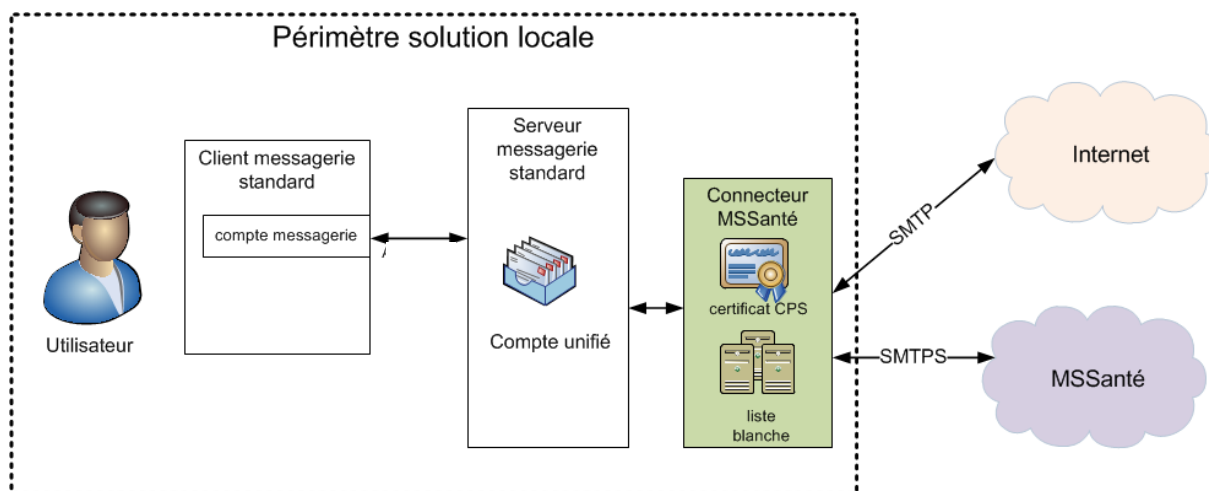 Périmètre solution locale
Utilisateur
Client messagerie
standard
compte messagerie
Serveur
messagerie
standard
Compte unifié
Connecteur
MSSanté
certificat CPS
liste
blanche
SMTP
SMTPS
Internet
MSSanté